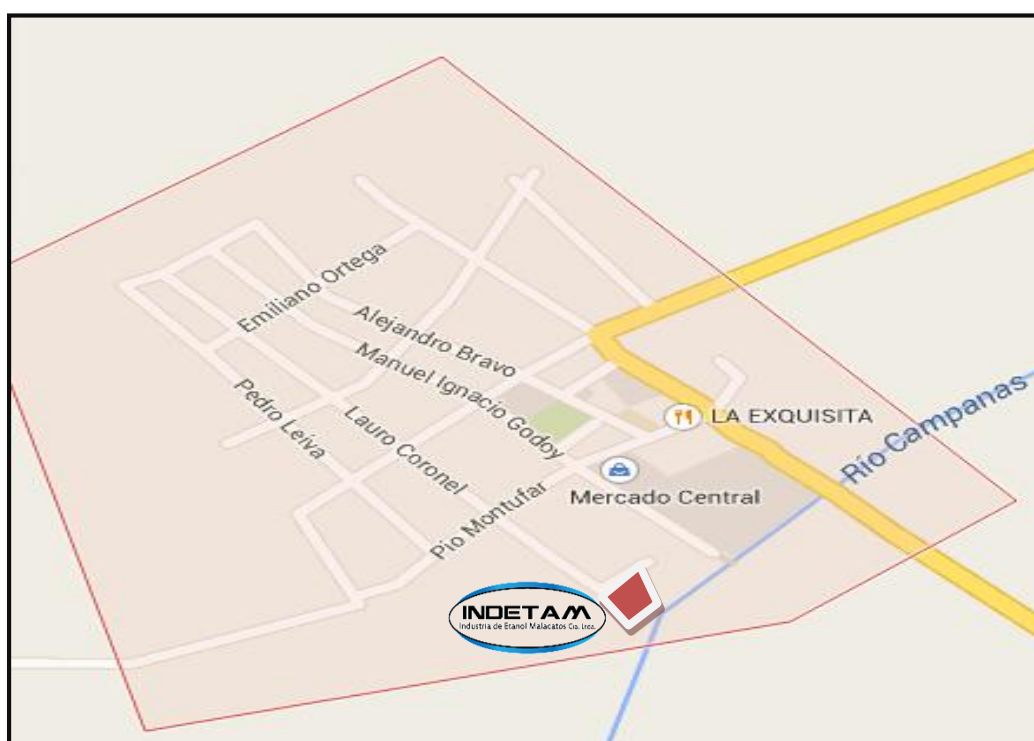 Emiliano Ortega
Alejandro Bravo
Manuel Ignacio Godoy
Pedro Leiva
Lauro Coronel
LA EXQUISITA
Río Campanas
Mercado Central
Pio Montufar
INDETAM
Industria de Etanol Malacatos Cia. Ltda.